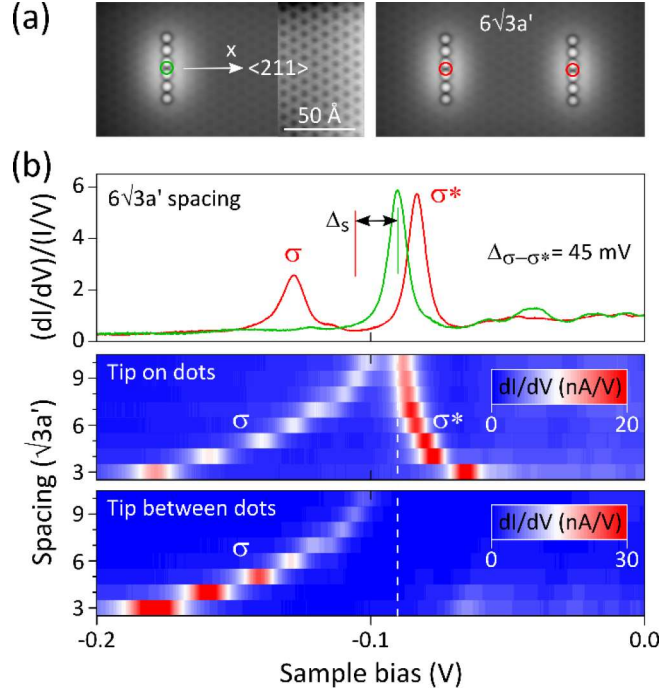 (a)
x
<211>
50 Å
6√3a'
(b)
6√3a' spacing
σ
Δs
σ*
Δσ−σ* = 45 mV
(dI/dV)/(I/V)
6
4
2
0
Tip on dots
σ
σ*
dI/dV (nA/V)
0
20
9
6
3
Spacing (√3a')
Tip between dots
σ
dI/dV (nA/V)
0
30
9
6
3
-0.2
-0.1
0.0
Sample bias (V)